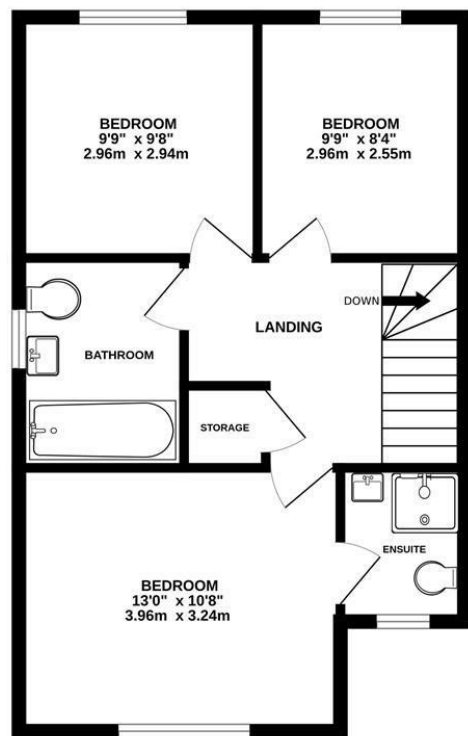 BEDROOM
9'9" x 9'8"
2.96m x 2.94m
BEDROOM
9'9" x 8'4"
2.96m x 2.55m
DOWN
LANDING
BATHROOM
STORAGE
ENSUITE
BEDROOM
13'0" x 10'8"
3.96m x 3.24m